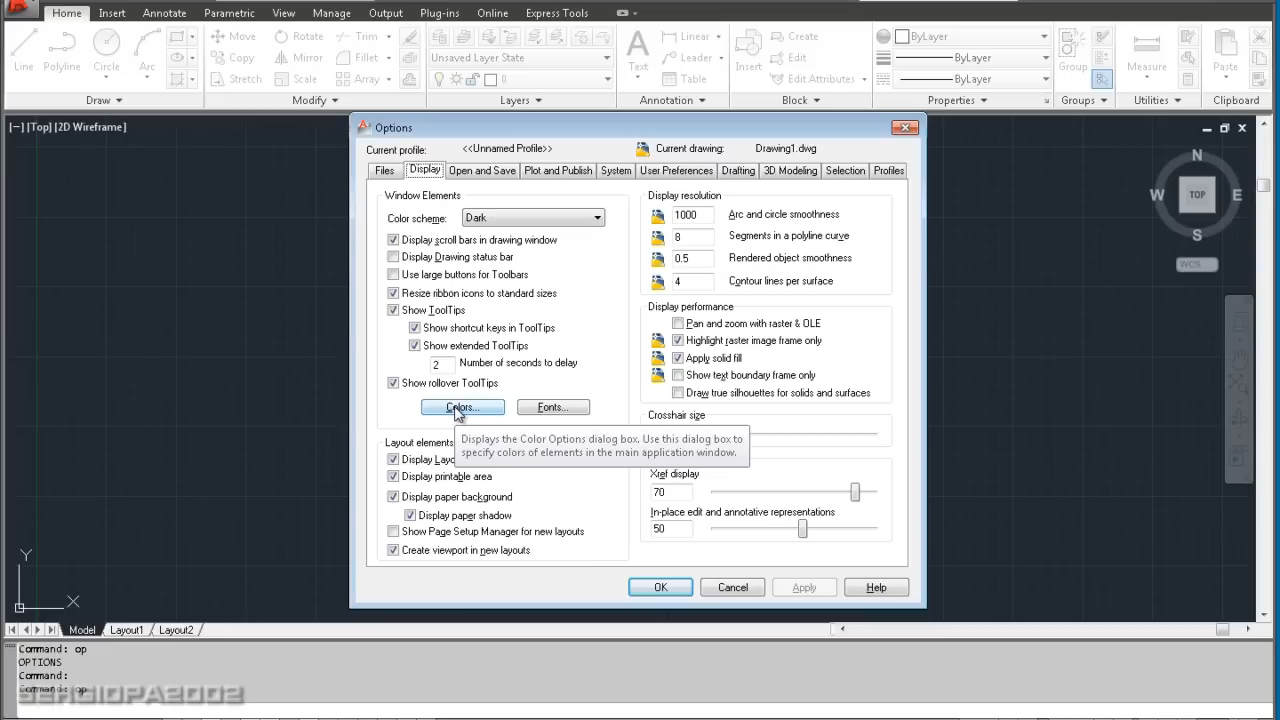 Home Insert Annotate Parametric View Manage Output Plug-ins Online Express Tools
Line
Polyline
Circle
Arc
Move
Rotate
Trim
Copy
Mirror
Fillet
Stretch
Scale
Array
Unsaved Layer State
0
Text
Linear
Leader
Table
Insert
Create
Edit
Edit Attributes
ByLayer
ByLayer
ByLayer
Group
Measure
Paste
Draw
Modify
Layers
Annotation
Block
Properties
Groups
Utilities
Clipboard
[−] [Top] [2D Wireframe]
N
W
TOP
E
S
WCS
Options
Current profile:
<<Unnamed Profile>>
Current drawing:
Drawing1.dwg
Files Display Open and Save Plot and Publish System User Preferences Drafting 3D Modeling Selection Profiles
Window Elements
Color scheme: Dark
Display scroll bars in drawing window
Display Drawing status bar
Use large buttons for Toolbars
Resize ribbon icons to standard sizes
Show ToolTips
Show shortcut keys in ToolTips
Show extended ToolTips
2 Number of seconds to delay
Show rollover ToolTips
Colors...
Fonts...
Displays the Color Options dialog box. Use this dialog box to
specify colors of elements in the main application window.
Layout elements
Display
Display printable area
Display paper background
Display paper shadow
Show Page Setup Manager for new layouts
Create viewport in new layouts
Display resolution
1000 Arc and circle smoothness
8 Segments in a polyline curve
0.5 Rendered object smoothness
4 Contour lines per surface
Display performance
Pan and zoom with raster & OLE
Highlight raster image frame only
Apply solid fill
Show text boundary frame only
Draw true silhouettes for solids and surfaces
Crosshair size
Xref display
70
In-place edit and annotative representations
50
OK
Cancel
Apply
Help
Y
X
Model Layout1 Layout2
Command: op
OPTIONS
Command:
Command: op
SERGIOPA2002